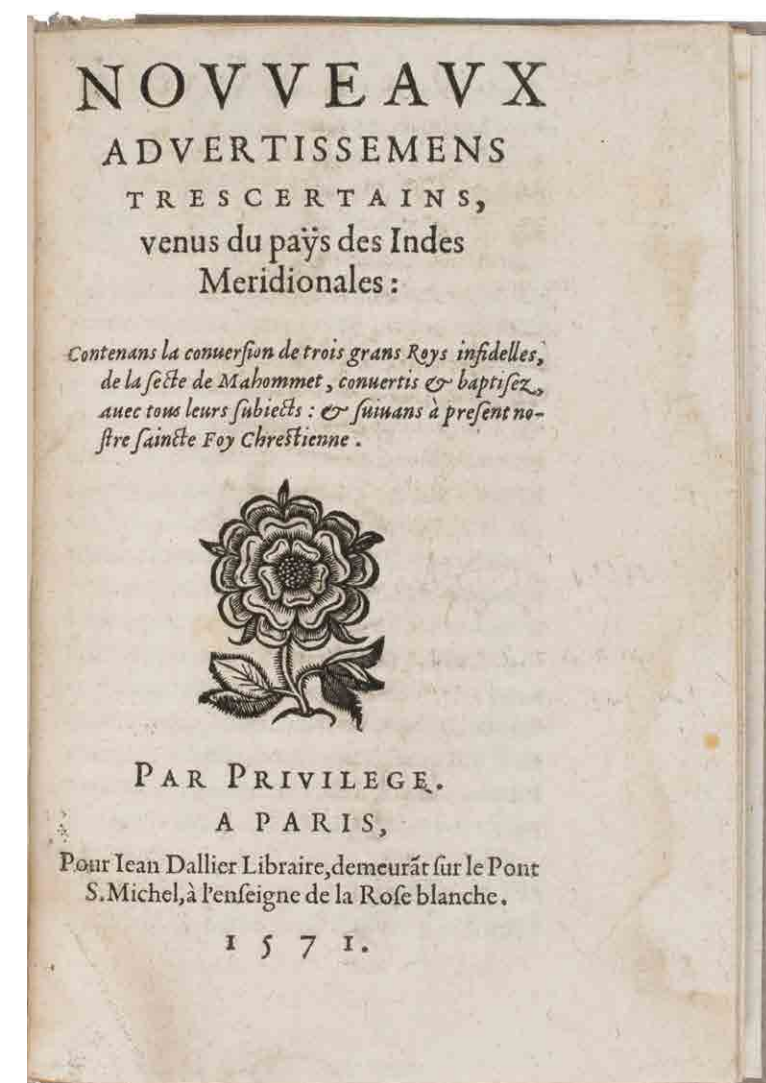 NOVVEAVX
ADVERTISSEMENS
TRESCERTAINS,
venus du paÿs des Indes
Meridionales :
Contenans la conuerſion de trois grans Roys infidelles,
de la ſecte de Mahommet, conuertis & baptiſez,
auec tous leurs ſubiects : & ſuiuans à preſent no-
ſtre ſaincte Foy Chreſtienne .
PAR PRIVILEGE.
A PARIS,
Pour Iean Dallier Libraire, demeurãt ſur le Pont
S. Michel, à l'enſeigne de la Roſe blanche.
1571.